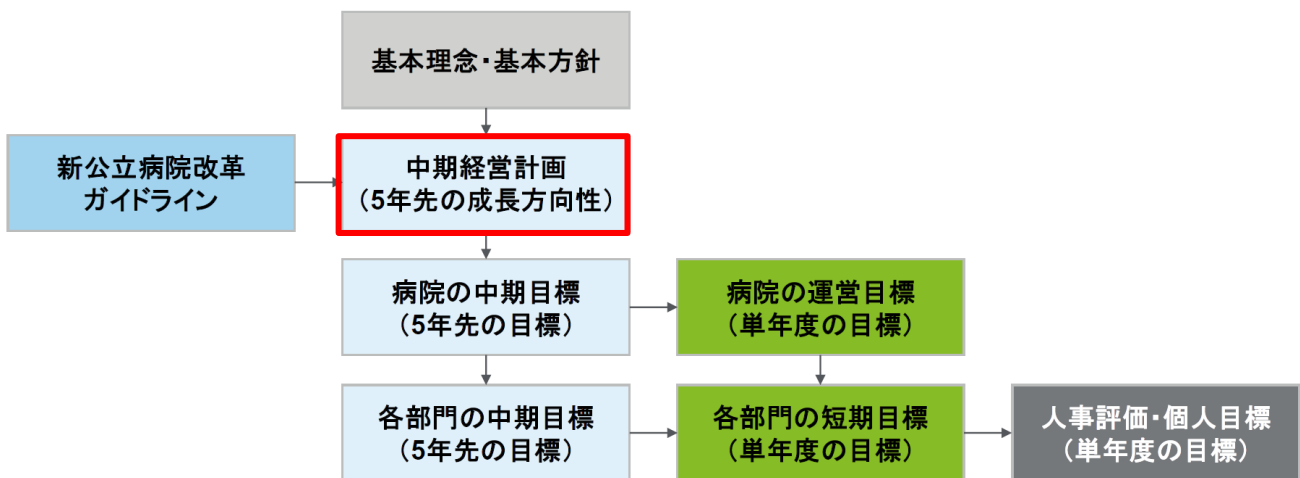 基本理念・基本方針
新公立病院改革
ガイドライン
中期経営計画
(5年先の成長方向性)
病院の中期目標
(5年先の目標)
病院の運営目標
(単年度の目標)
各部門の中期目標
(5年先の目標)
各部門の短期目標
(単年度の目標)
人事評価・個人目標
(単年度の目標)